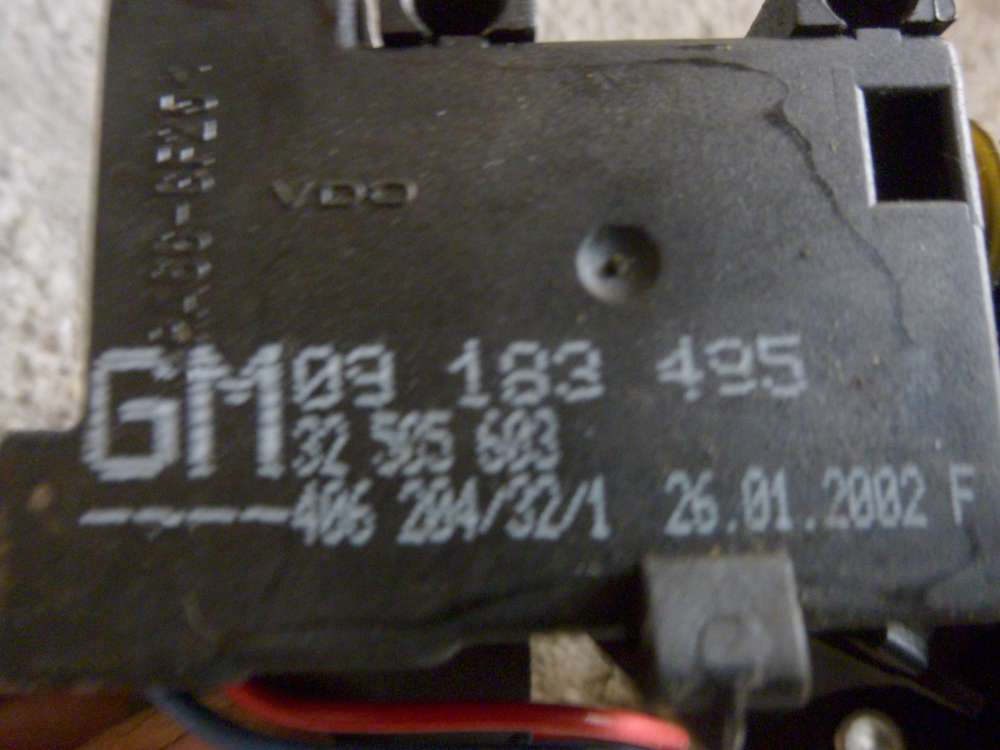 VDO
GM 09 183 495
32 505 603
406 204/32/1 26.01.2002 F